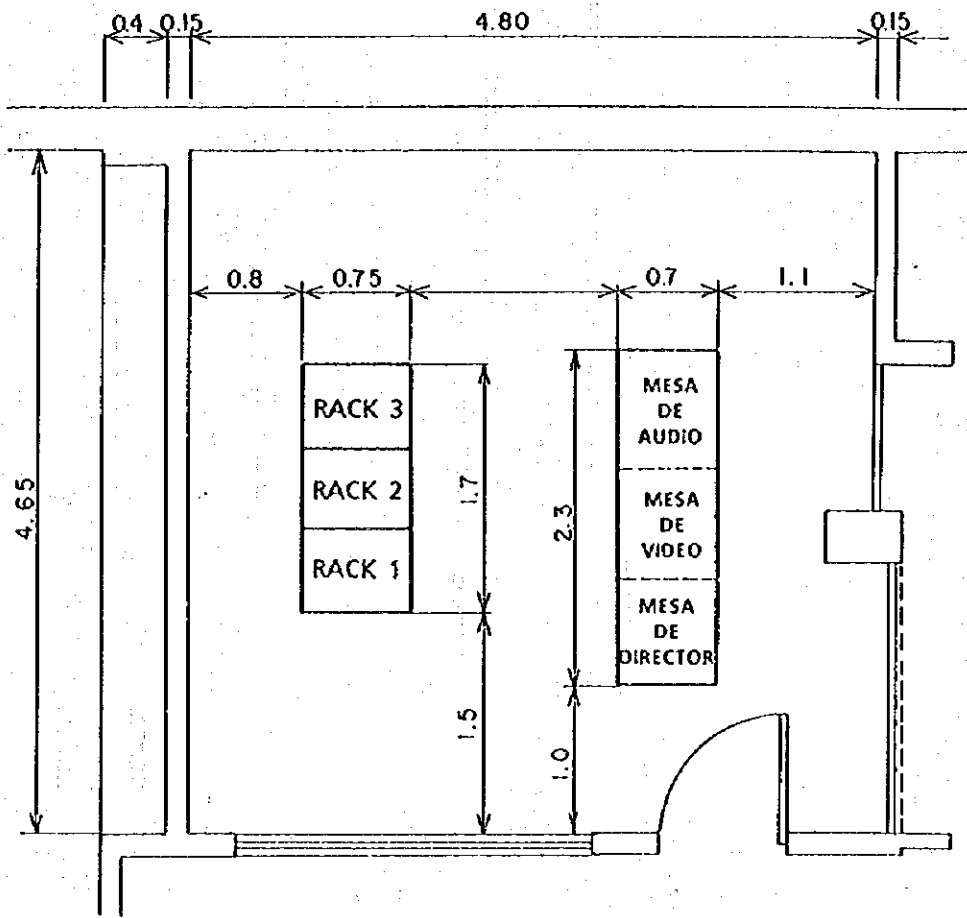 0.4 0.15 4.80 0.15
0.8 0.75 0.7 1.1
4.65
RACK 3
RACK 2
RACK 1
1.7
1.5
2.3
1.0
MESA
DE
AUDIO
MESA
DE
VIDEO
MESA
DE
DIRECTOR